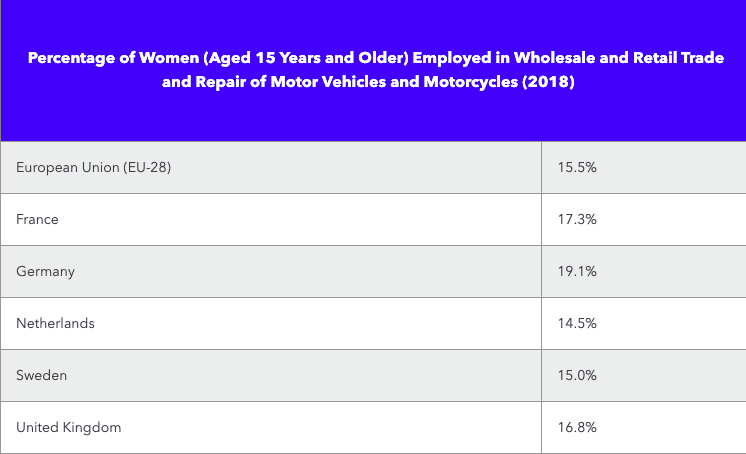 Percentage of Women (Aged 15 Years and Older) Employed in Wholesale and Retail Trade
and Repair of Motor Vehicles and Motorcycles (2018)
European Union (EU-28) 15.5%
France 17.3%
Germany 19.1%
Netherlands 14.5%
Sweden 15.0%
United Kingdom 16.8%